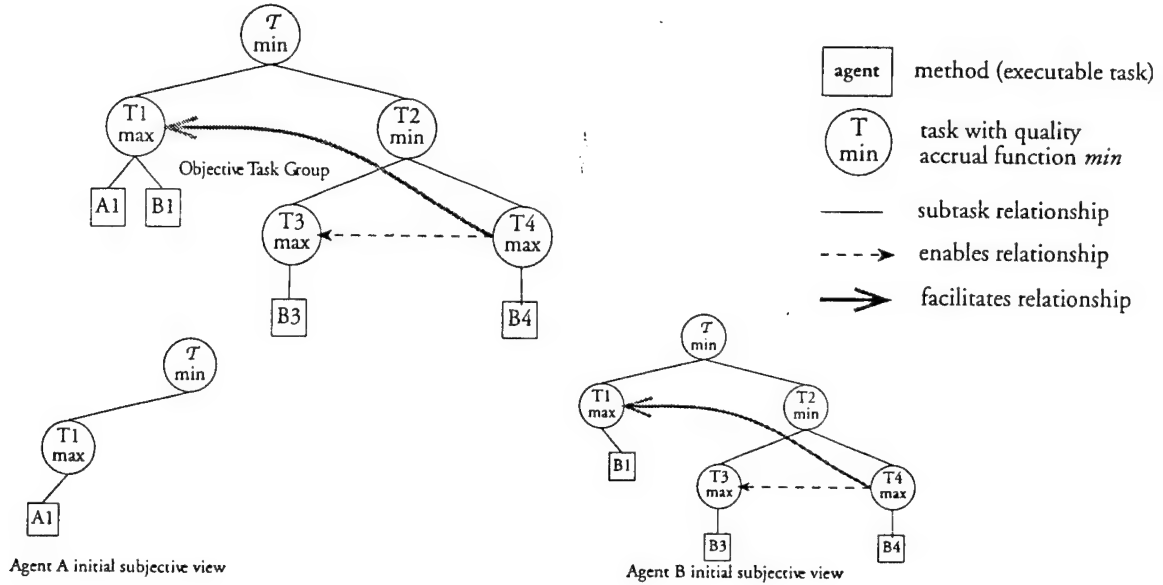 𝒯
min
T1
max
T2
min
Objective Task Group
A1
B1
T3
max
T4
max
B3
B4
agent
method (executable task)
T
min
task with quality
accrual function min
subtask relationship
enables relationship
facilitates relationship
𝒯
min
T1
max
A1
Agent A initial subjective view
𝒯
min
T1
max
T2
min
B1
T3
max
T4
max
B3
B4
Agent B initial subjective view